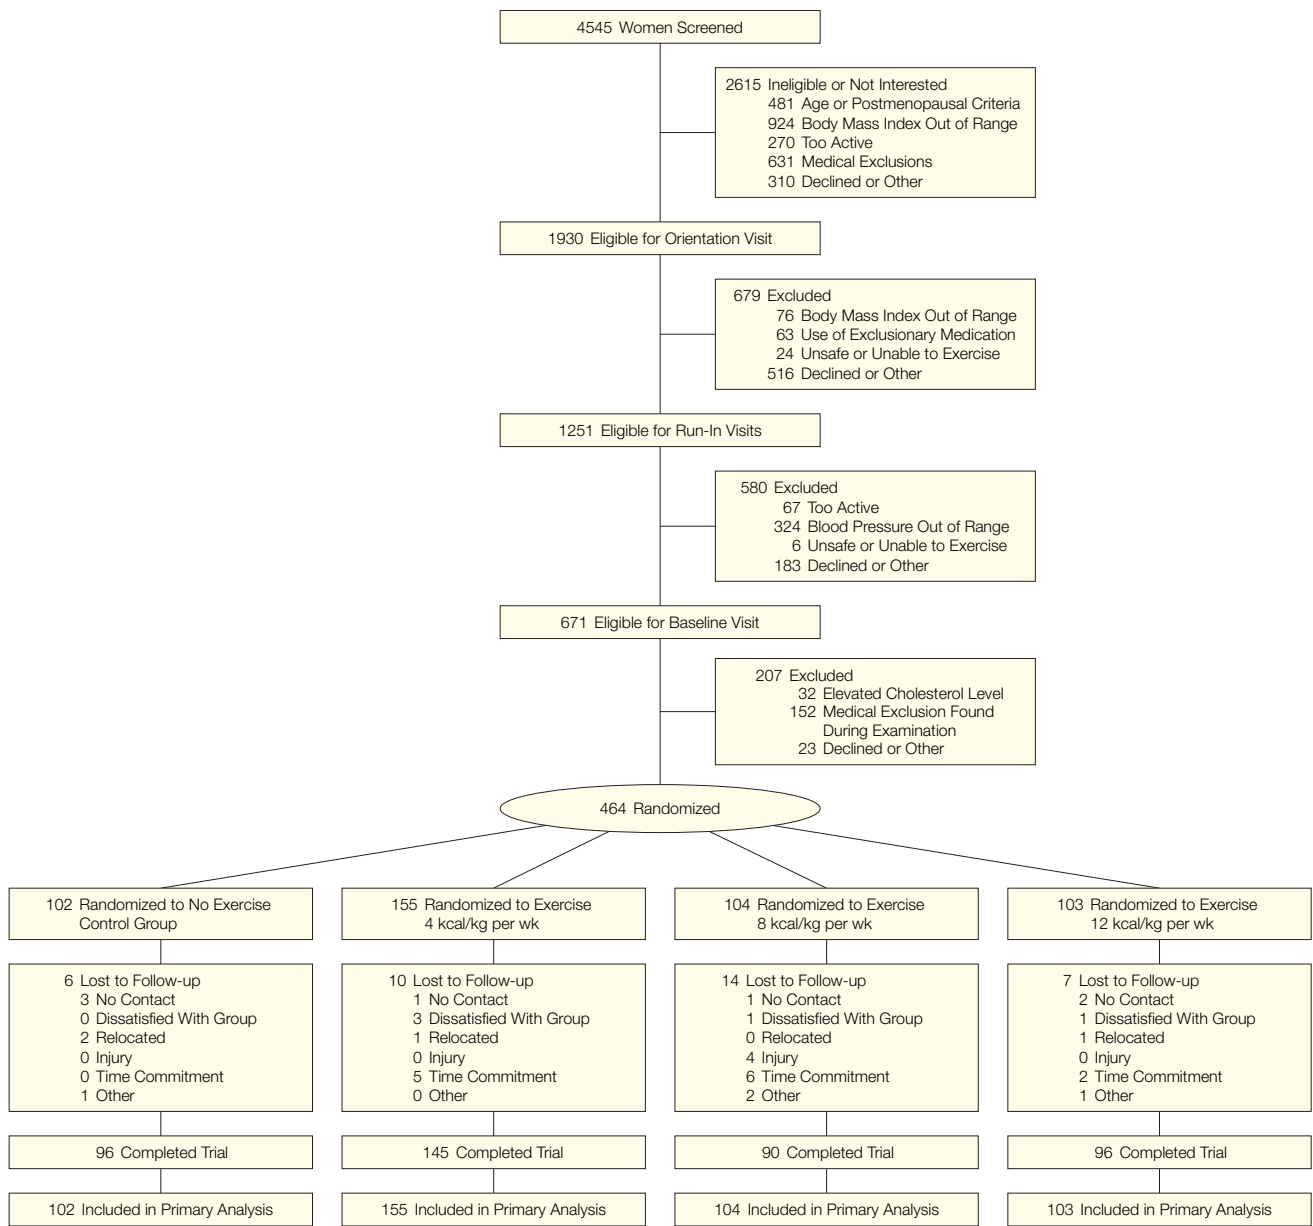 4545 Women Screened
2615 Ineligible or Not Interested
481 Age or Postmenopausal Criteria
924 Body Mass Index Out of Range
270 Too Active
631 Medical Exclusions
310 Declined or Other
1930 Eligible for Orientation Visit
679 Excluded
76 Body Mass Index Out of Range
63 Use of Exclusionary Medication
24 Unsafe or Unable to Exercise
516 Declined or Other
1251 Eligible for Run-In Visits
580 Excluded
67 Too Active
324 Blood Pressure Out of Range
6 Unsafe or Unable to Exercise
183 Declined or Other
671 Eligible for Baseline Visit
207 Excluded
32 Elevated Cholesterol Level
152 Medical Exclusion Found
During Examination
23 Declined or Other
464 Randomized
102 Randomized to No Exercise
Control Group
155 Randomized to Exercise
4 kcal/kg per wk
104 Randomized to Exercise
8 kcal/kg per wk
103 Randomized to Exercise
12 kcal/kg per wk
6 Lost to Follow-up
3 No Contact
0 Dissatisfied With Group
2 Relocated
0 Injury
0 Time Commitment
1 Other
10 Lost to Follow-up
1 No Contact
3 Dissatisfied With Group
1 Relocated
0 Injury
5 Time Commitment
0 Other
14 Lost to Follow-up
1 No Contact
1 Dissatisfied With Group
0 Relocated
4 Injury
6 Time Commitment
2 Other
7 Lost to Follow-up
2 No Contact
1 Dissatisfied With Group
1 Relocated
0 Injury
2 Time Commitment
1 Other
96 Completed Trial
145 Completed Trial
90 Completed Trial
96 Completed Trial
102 Included in Primary Analysis
155 Included in Primary Analysis
104 Included in Primary Analysis
103 Included in Primary Analysis